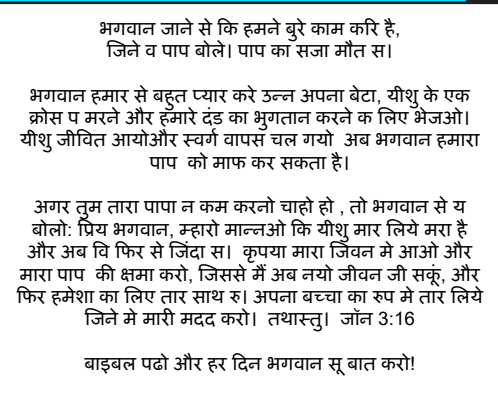 भगवान जाने से कि हमने बुरे काम करि है,
जिने व पाप बोले। पाप का सजा मौत स।
भगवान हमार से बहुत प्यार करे उन्न अपना बेटा, यीशु के एक
क्रोस प मरने और हमारे दंड का भुगतान करने क लिए भेजओ।
यीशु जीवित आयोऔर स्वर्ग वापस चल गयो अब भगवान हमारा
पाप को माफ कर सकता है।
अगर तुम तारा पापा न कम करनो चाहो हो , तो भगवान से य
बोलो: प्रिय भगवान, म्हारो मान्नओ कि यीशु मार लिये मरा है
और अब वि फिर से जिंदा स। कृपया मारा जिवन मे आओ और
मारा पाप की क्षमा करो, जिससे मैं अब नयो जीवन जी सकूं, और
फिर हमेशा का लिए तार साथ रु। अपना बच्चा का रुप मे तार लिये
जिने मे मारी मदद करो। तथास्तु। जॉन 3:16
बाइबल पढो और हर दिन भगवान सू बात करो!